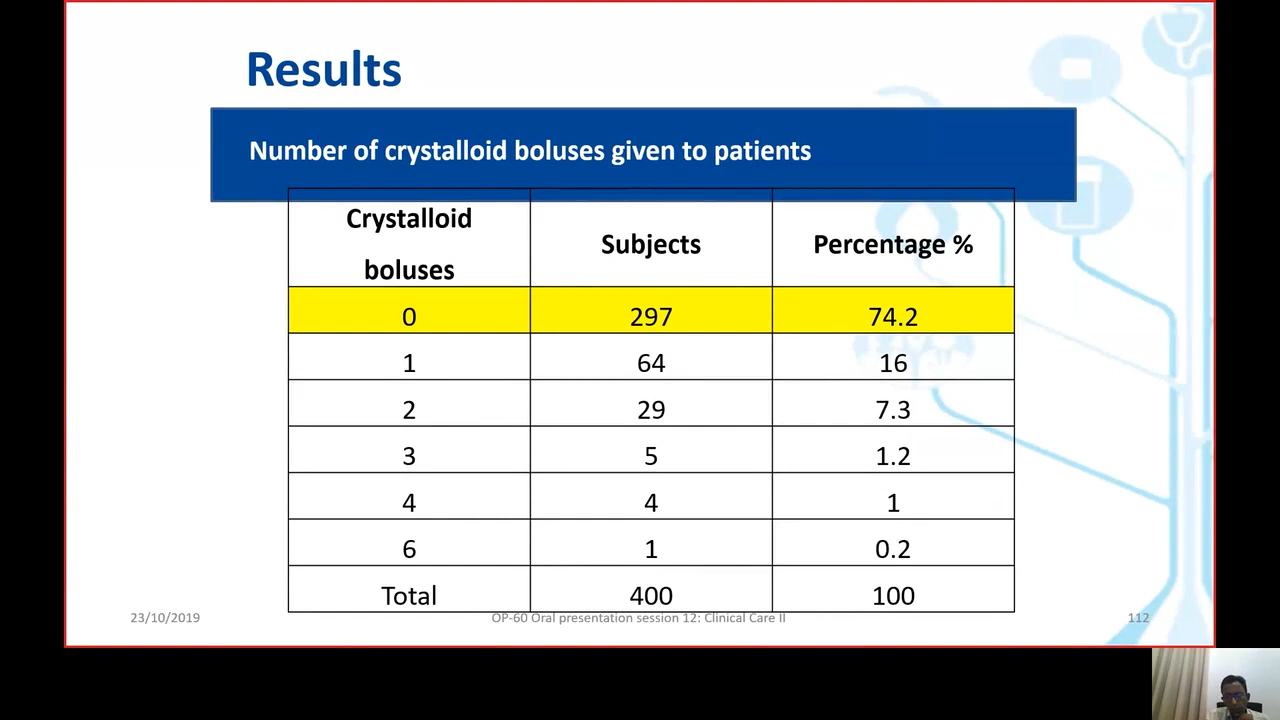 Results
Number of crystalloid boluses given to patients
Crystalloid
boluses
Subjects
Percentage %
0 297 74.2
1 64 16
2 29 7.3
3 5 1.2
4 4 1
6 1 0.2
Total 400 100
23/10/2019 OP-60 Oral presentation session 12: Clinical Care II 112